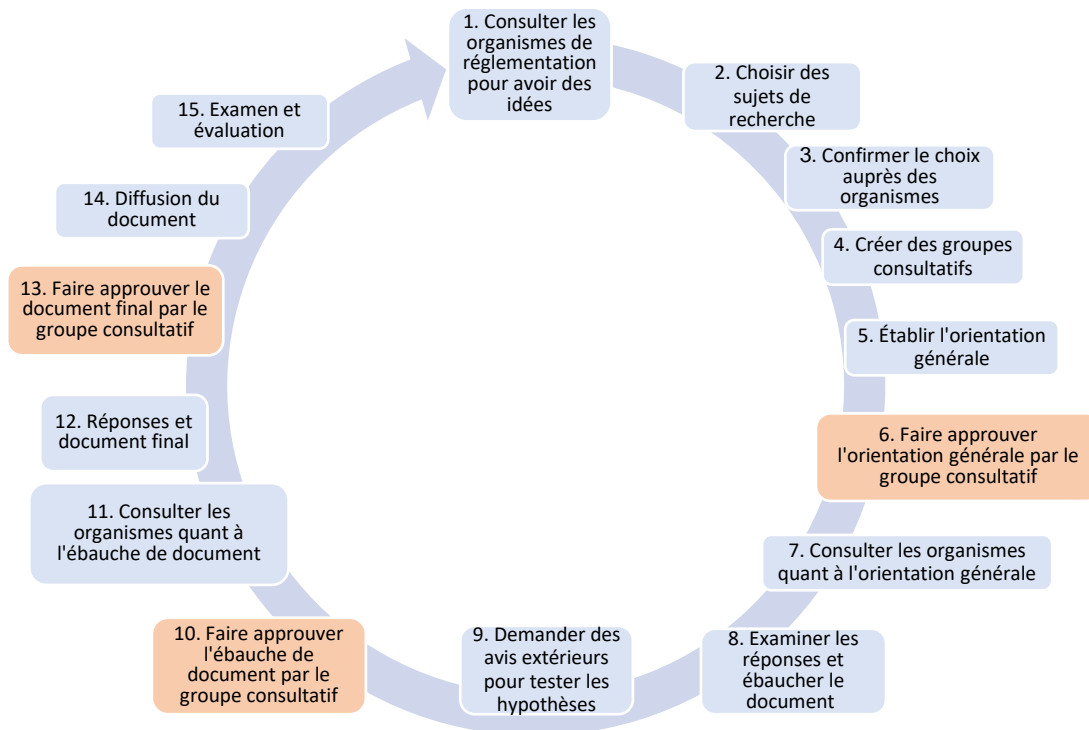 1. Consulter les
organismes de
réglementation
pour avoir des
idées
2. Choisir des
sujets de
recherche
3. Confirmer le choix
auprès des
organismes
4. Créer des groupes
consultatifs
5. Établir l'orientation
générale
6. Faire approuver
l'orientation générale par le
groupe consultatif
7. Consulter les organismes
quant à l'orientation générale
8. Examiner les
réponses et
ébaucher le
document
9. Demander des
avis extérieurs
pour tester les
hypothèses
10. Faire approuver
l'ébauche de
document par le
groupe consultatif
11. Consulter les
organismes quant à
l'ébauche de document
12. Réponses et
document final
13. Faire approuver le
document final par le
groupe consultatif
14. Diffusion du
document
15. Examen et
évaluation